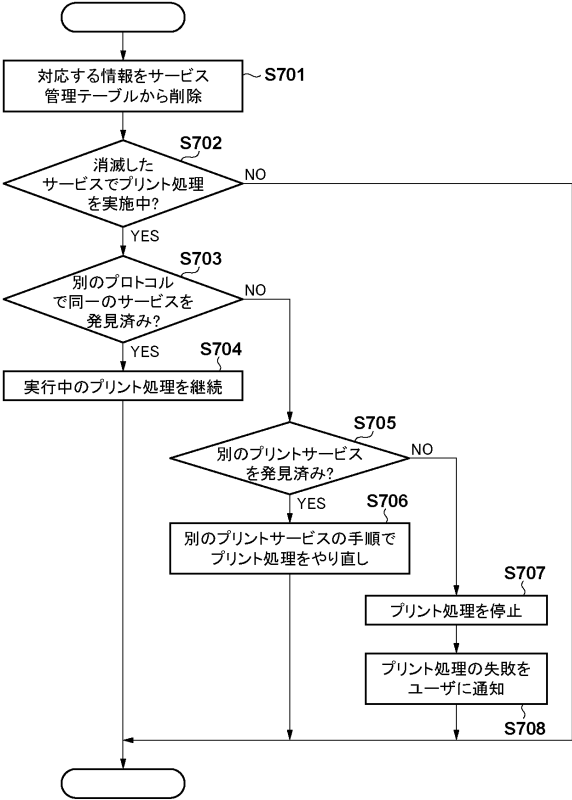 対応する情報をサービス
管理テーブルから削除
S701
消滅した
サービスでプリント処理
を実施中?
S702
NO
YES
別のプロトコル
で同一のサービスを
発見済み?
S703
NO
YES
S704
実行中のプリント処理を継続
S705
別のプリントサービス
を発見済み?
NO
YES
S706
別のプリントサービスの手順で
プリント処理をやり直し
S707
プリント処理を停止
プリント処理の失敗を
ユーザに通知
S708